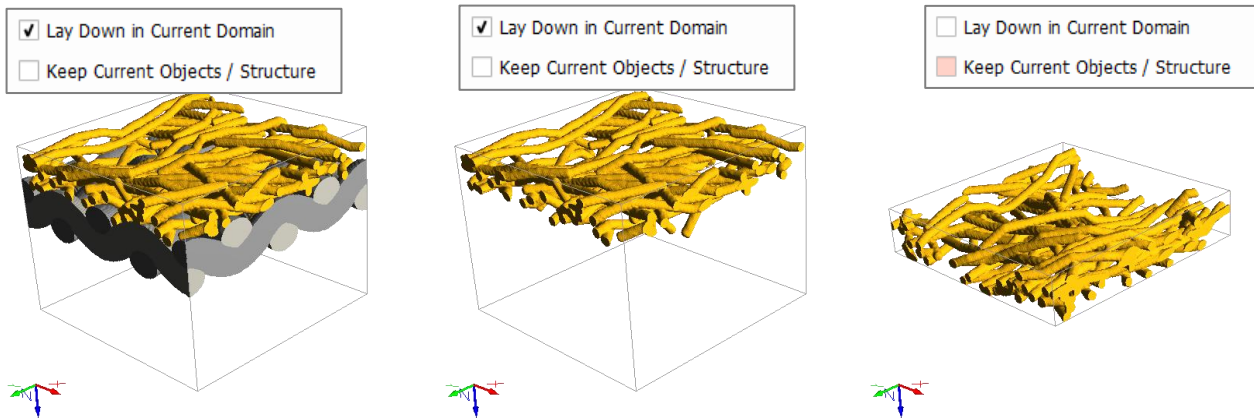 Lay Down in Current Domain
Keep Current Objects / Structure
Lay Down in Current Domain
Keep Current Objects / Structure
Lay Down in Current Domain
Keep Current Objects / Structure